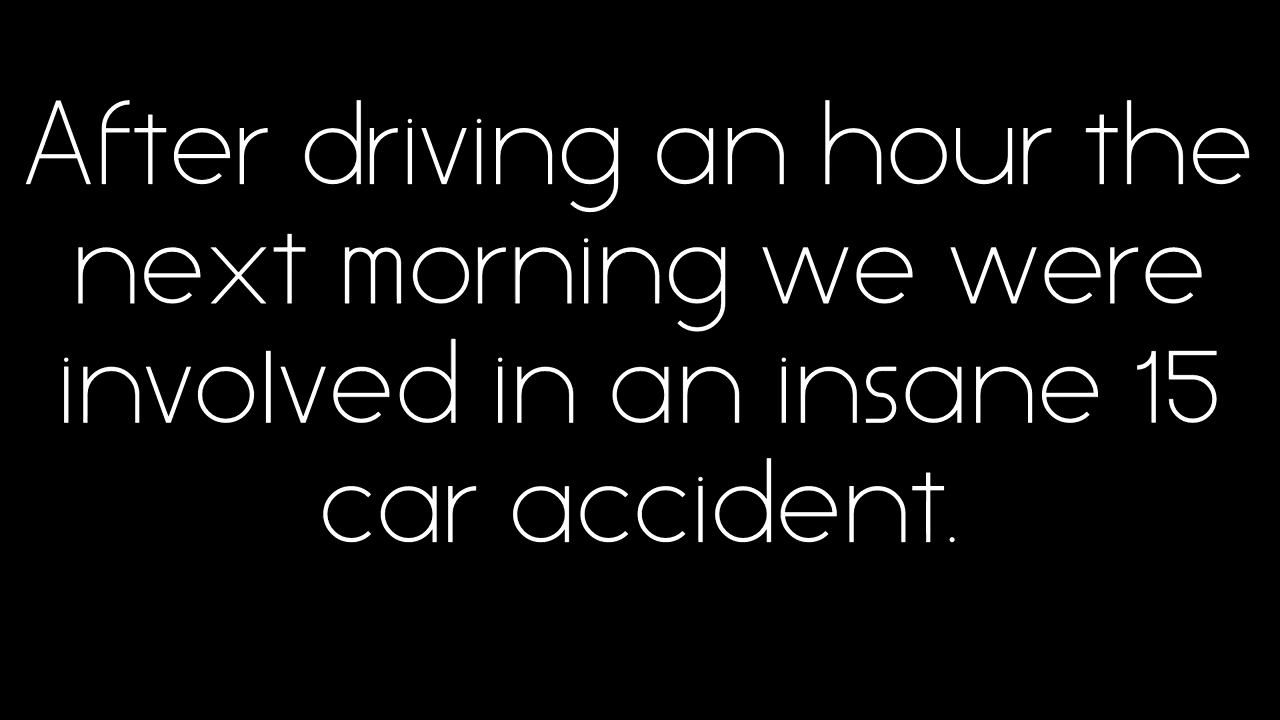 After driving an hour the
next morning we were
involved in an insane 15
car accident.